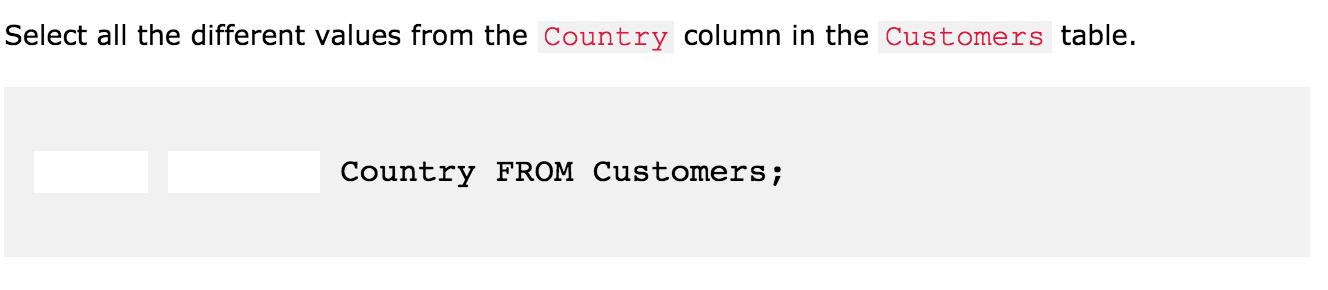 Select all the different values from the Country column in the Customers table.
Country FROM Customers;